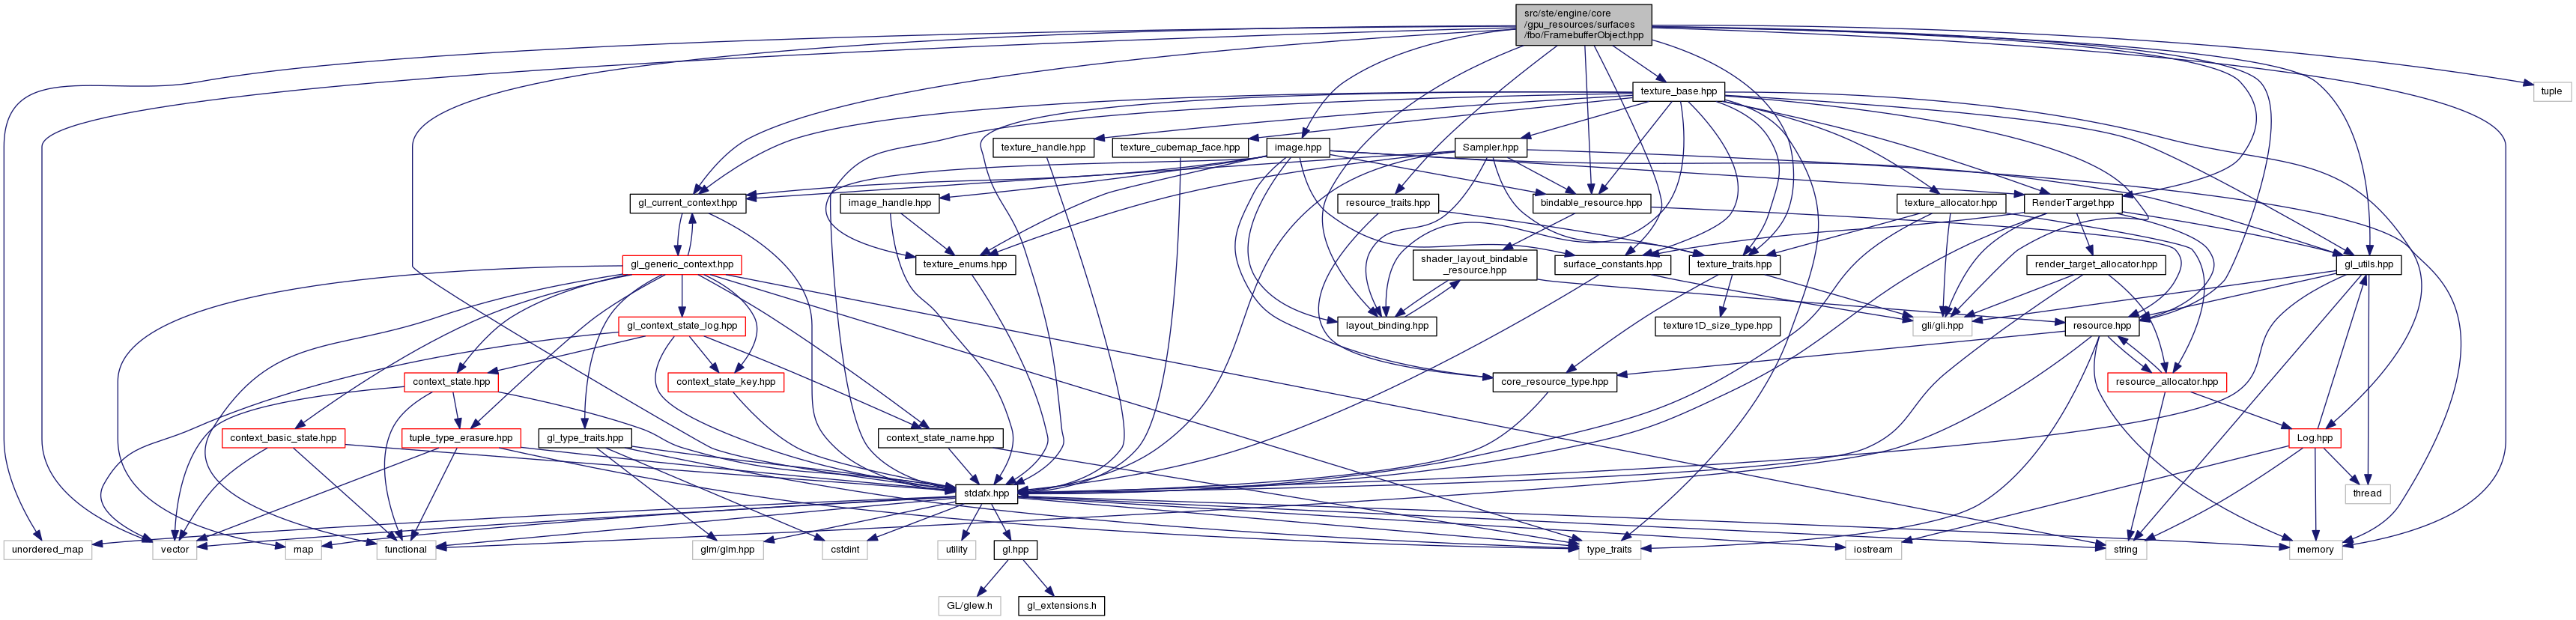 src/ste/engine/core
/gpu_resources/surfaces
/fbo/FramebufferObject.hpp
texture_base.hpp
tuple
texture_handle.hpp
texture_cubemap_face.hpp
image.hpp
Sampler.hpp
gl_current_context.hpp
image_handle.hpp
resource_traits.hpp
bindable_resource.hpp
texture_allocator.hpp
RenderTarget.hpp
gl_generic_context.hpp
texture_enums.hpp
shader_layout_bindable
_resource.hpp
surface_constants.hpp
texture_traits.hpp
render_target_allocator.hpp
gl_utils.hpp
gl_context_state_log.hpp
layout_binding.hpp
texture1D_size_type.hpp
gli/gli.hpp
resource.hpp
context_state.hpp
context_state_key.hpp
core_resource_type.hpp
resource_allocator.hpp
context_basic_state.hpp
tuple_type_erasure.hpp
gl_type_traits.hpp
context_state_name.hpp
Log.hpp
stdafx.hpp
thread
unordered_map
vector
map
functional
glm/glm.hpp
cstdint
utility
gl.hpp
type_traits
iostream
string
memory
GL/glew.h
gl_extensions.h